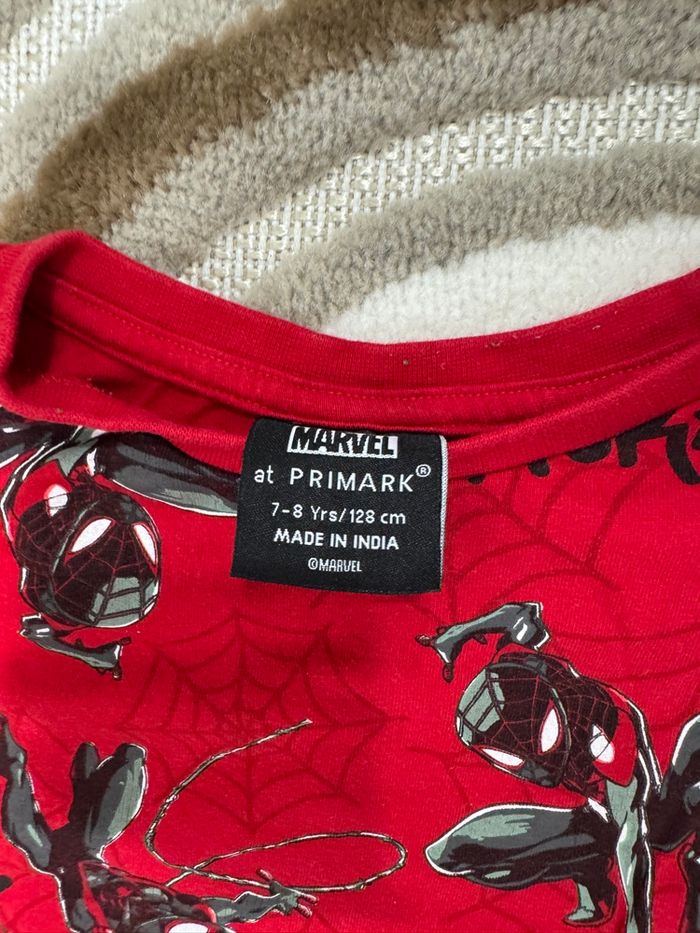 MARVEL
at PRIMARK®
7-8 Yrs/128 cm
MADE IN INDIA
©MARVEL